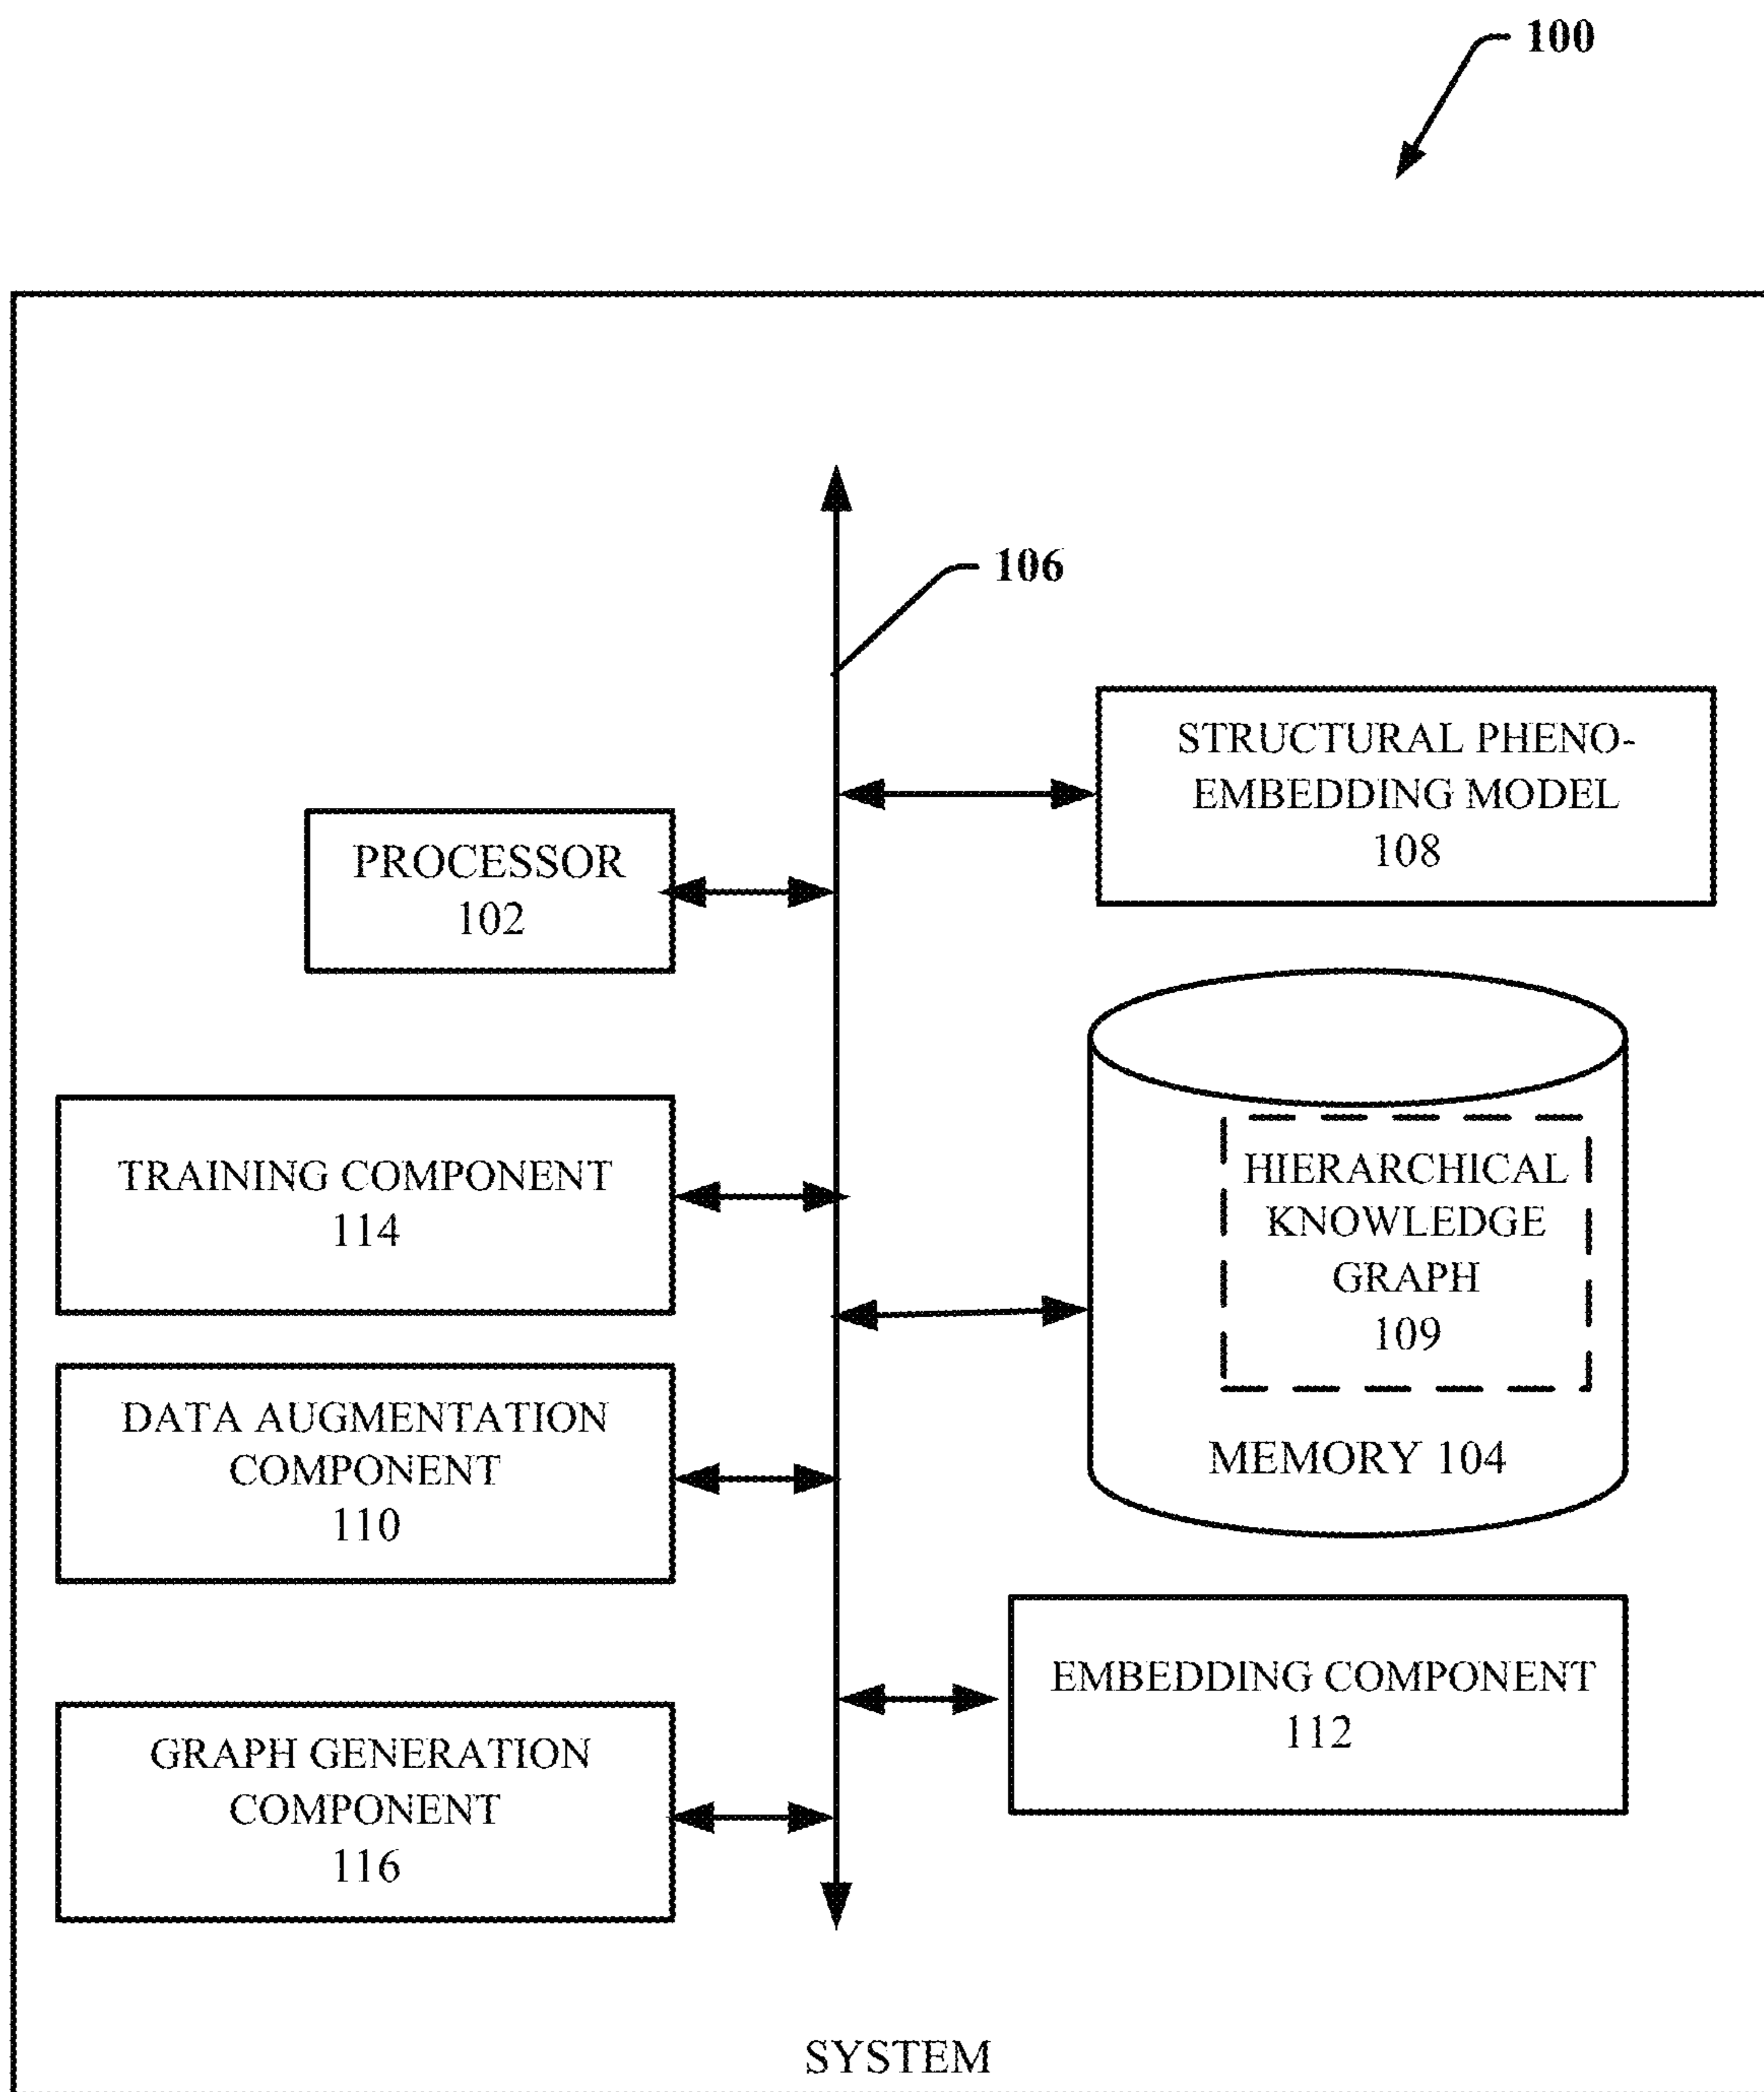 100
106
STRUCTURAL PHENO-
EMBEDDING MODEL
108
PROCESSOR
102
TRAINING COMPONENT
114
HIERARCHICAL
KNOWLEDGE
GRAPH
109
MEMORY 104
DATA AUGMENTATION
COMPONENT
110
EMBEDDING COMPONENT
112
GRAPH GENERATION
COMPONENT
116
SYSTEM